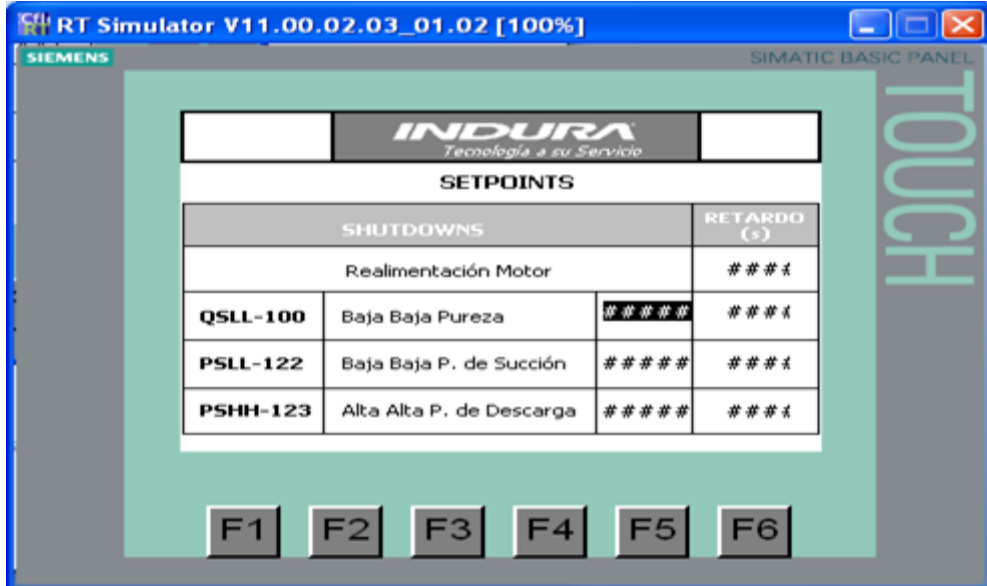 RT Simulator V11.00.02.03_01.02 [100%]
SIEMENS
SIMATIC BASIC PANEL
TOUCH
INDURA
Tecnología a su Servicio
SETPOINTS
SHUTDOWNS RETARDO (s)
Realimentación Motor ###
QSLL-100 Baja Baja Pureza ##### ###
PSLL-122 Baja Baja P. de Succión ##### ###
PSHH-123 Alta Alta P. de Descarga ##### ###
F1 F2 F3 F4 F5 F6